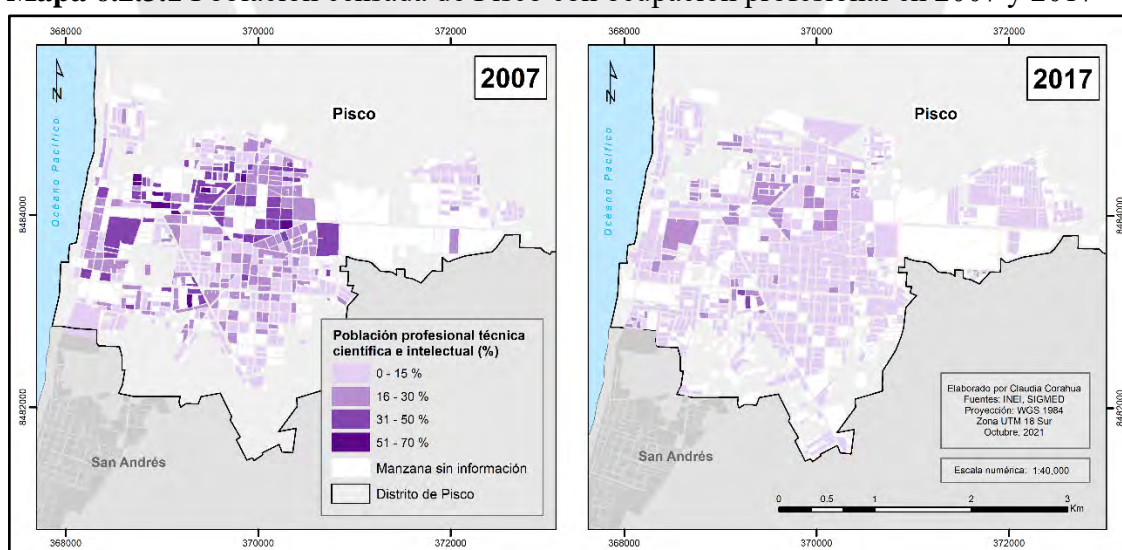 368000 370000 372000
368000 370000 372000
2007
2017
N
N
Pisco
Pisco
Océano Pacífico
Océano Pacífico
8484000
8484000
8482000
8482000
San Andrés
San Andrés
Población profesional técnica
científica e intelectual (%)
0 - 15 %
16 - 30 %
31 - 50 %
51 - 70 %
Manzana sin información
Distrito de Pisco
Elaborado por Claudia Corahua
Fuentes: INEI, SIGMED
Proyección: WGS 1984
Zona UTM 18 Sur
Octubre, 2021
Escala numérica: 1:40,000
0 0.5 1 2 3
Km
368000 370000 372000
368000 370000 372000